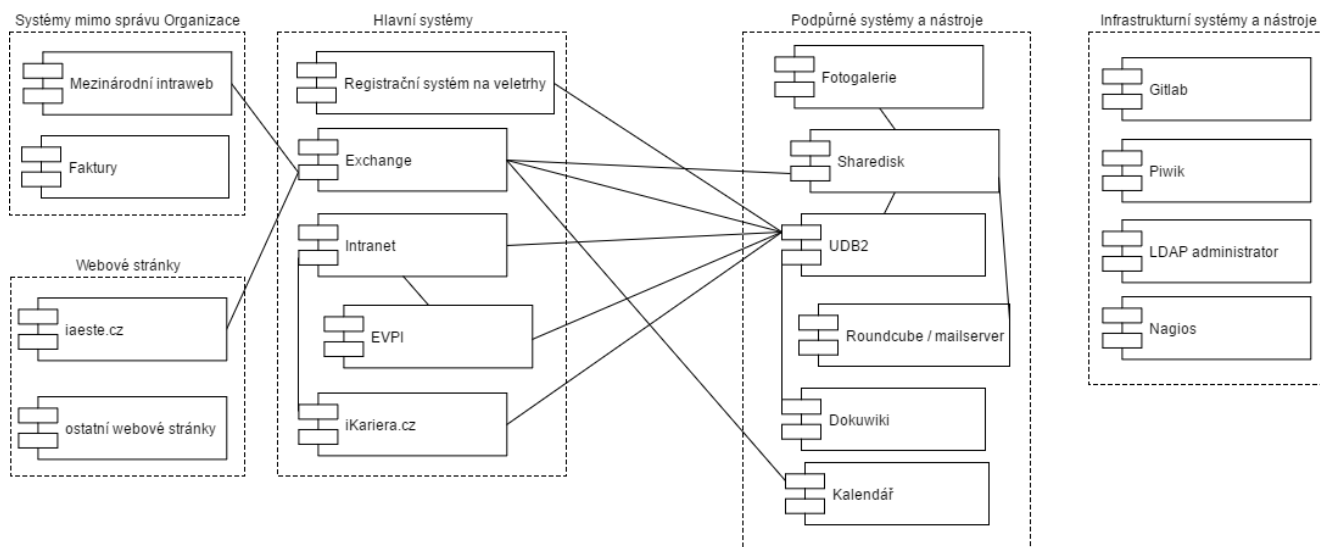 Systémy mimo správu Organizace
Mezinárodní intraweb
Faktury
Webové stránky
iaeste.cz
ostatní webové stránky
Hlavní systémy
Registrační systém na veletrhy
Exchange
Intranet
EVPI
iKariera.cz
Podpůrné systémy a nástroje
Fotogalerie
Sharedisk
UDB2
Roundcube / mailserver
Dokuwiki
Kalendář
Infrastrukturní systémy a nástroje
Gitlab
Piwik
LDAP administrator
Nagios